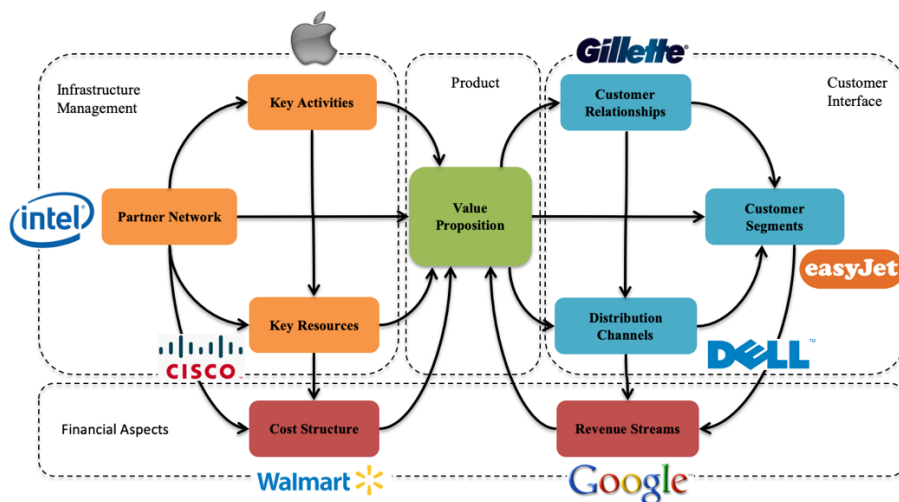 Gillette
Infrastructure
Management
Key Activities
Product
Customer
Relationships
Customer
Interface
intel
Partner Network
Value
Proposition
Customer
Segments
easyJet
Key Resources
Distribution
Channels
CISCO
DELL
TM
Financial Aspects
Cost Structure
Revenue Streams
Walmart
Google